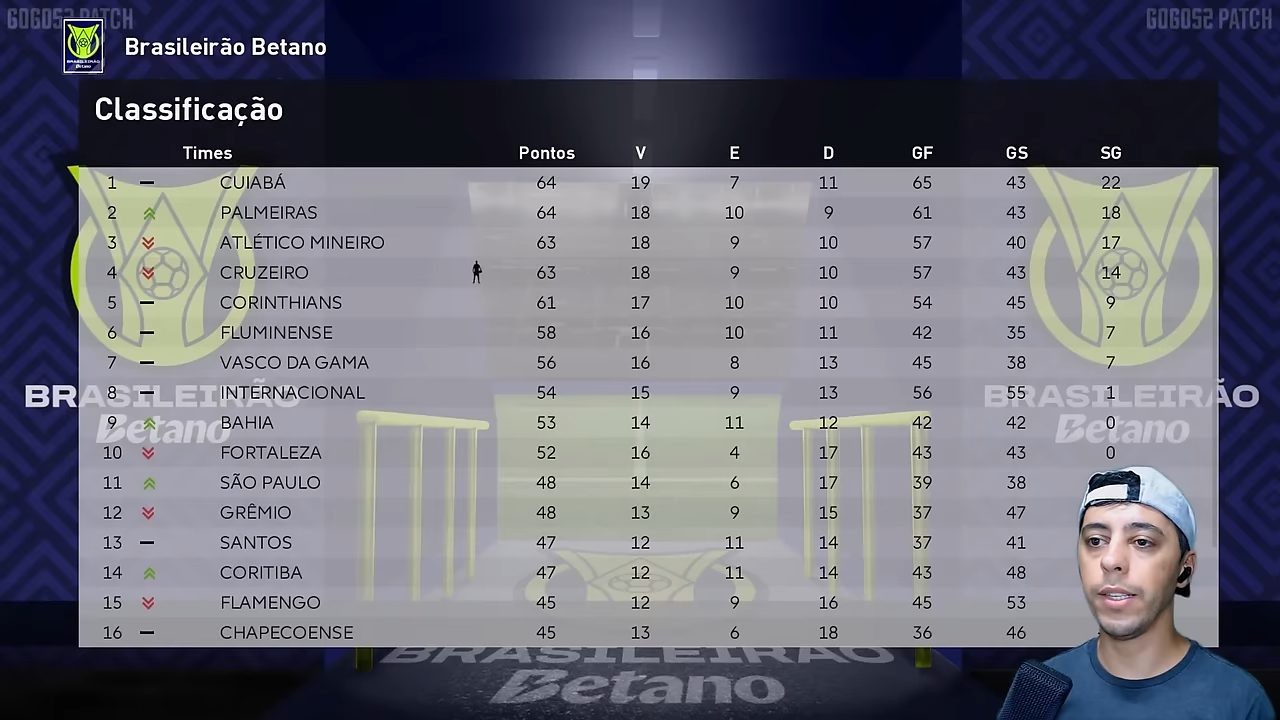 GOGO52 PATCH
GOGO52 PATCH
Brasileirão Betano
Classificação
Times Pontos V E D GF GS SG
1 CUIABÁ 64 19 7 11 65 43 22
2 PALMEIRAS 64 18 10 9 61 43 18
3 ATLÉTICO MINEIRO 63 18 9 10 57 40 17
4 CRUZEIRO 63 18 9 10 57 43 14
5 CORINTHIANS 61 17 10 10 54 45 9
6 FLUMINENSE 58 16 10 11 42 35 7
7 VASCO DA GAMA 56 16 8 13 45 38 7
8 INTERNACIONAL 54 15 9 13 56 55 1
9 BAHIA 53 14 11 12 42 42 0
10 FORTALEZA 52 16 4 17 43 43 0
11 SÃO PAULO 48 14 6 17 39 38
12 GRÊMIO 48 13 9 15 37 47
13 SANTOS 47 12 11 14 37 41
14 CORITIBA 47 12 11 14 43 48
15 FLAMENGO 45 12 9 16 45 53
16 CHAPECOENSE 45 13 6 18 36 46
BRASILEIRÃO
Betano
BRASILEIRÃO
Betano
BRASILEIRÃO
Betano